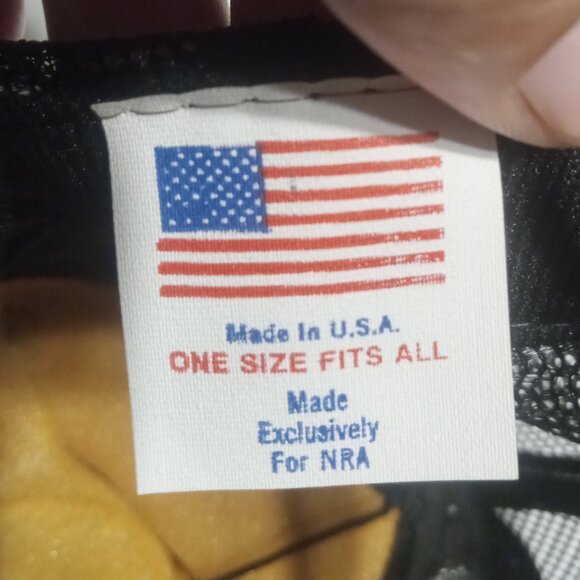 Made In U.S.A.
ONE SIZE FITS ALL
Made
Exclusively
For NRA